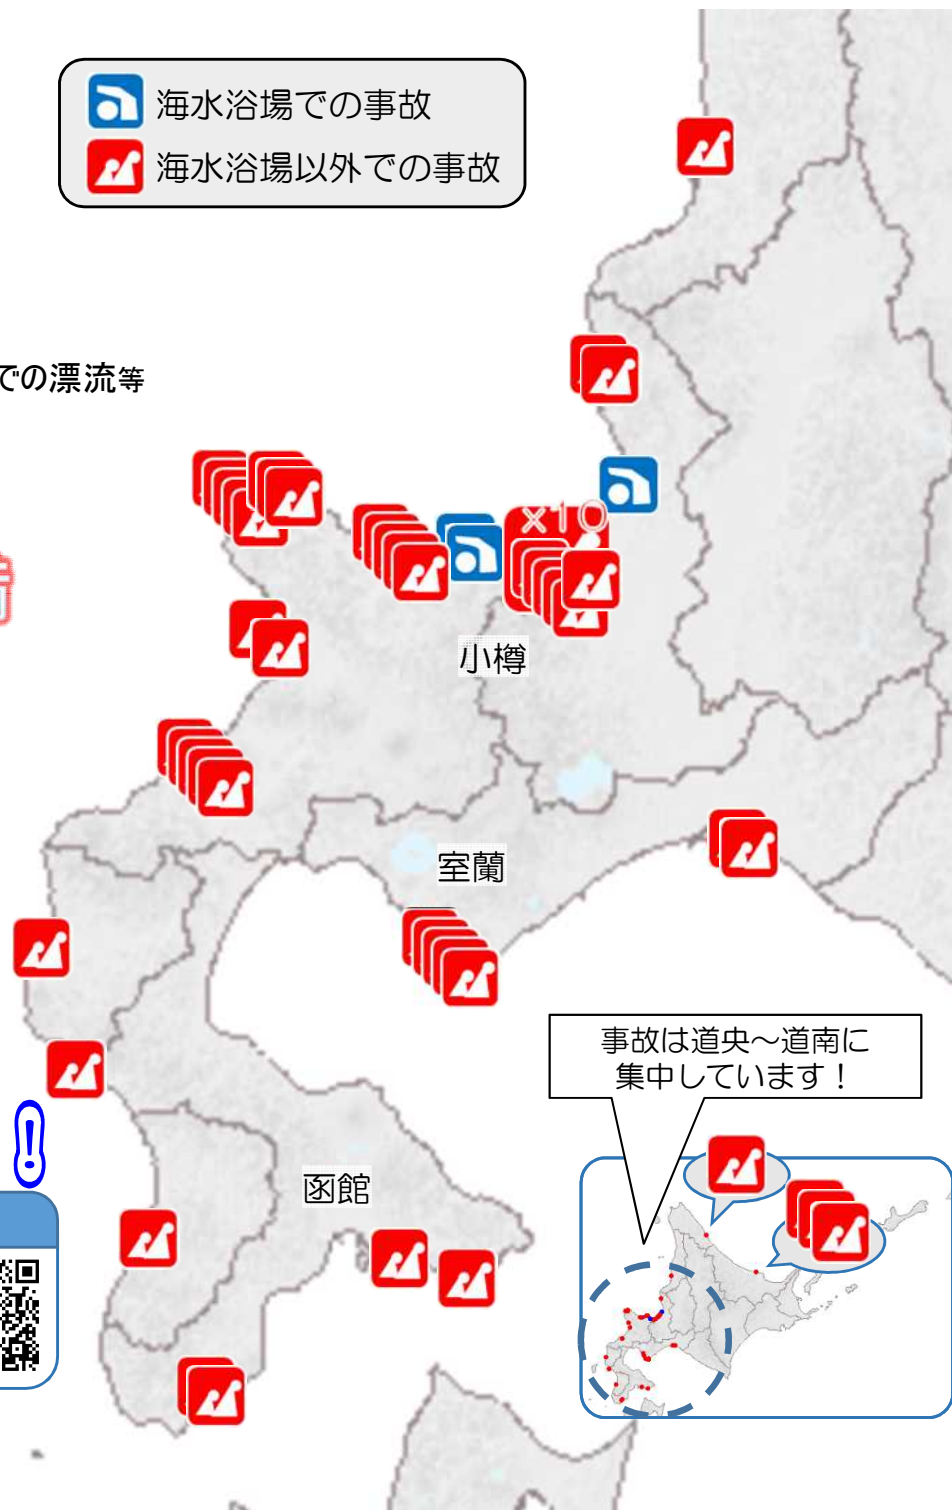 海水浴場での事故
海水浴場以外での事故
での漂流等
×10
小樽
室蘭
事故は道央～道南に
集中しています！
!
函館